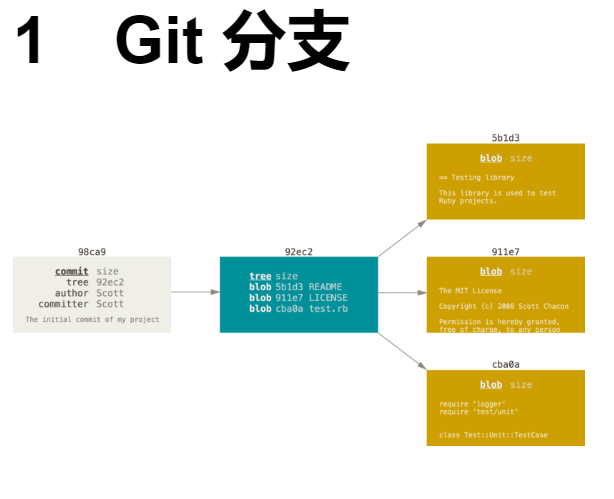 1 Git 分支
5b1d3
blob size
== Testing library
This library is used to test
Ruby projects.
98ca9
commit size
tree 92ec2
author Scott
committer Scott
The initial commit of my project
92ec2
tree size
blob 5b1d3 README
blob 911e7 LICENSE
blob cba0a test.rb
911e7
blob size
The MIT License
Copyright (c) 2008 Scott Chacon
Permission is hereby granted,
free of charge, to any person
cba0a
blob size
require 'logger'
require 'test/unit'
class Test::Unit::TestCase